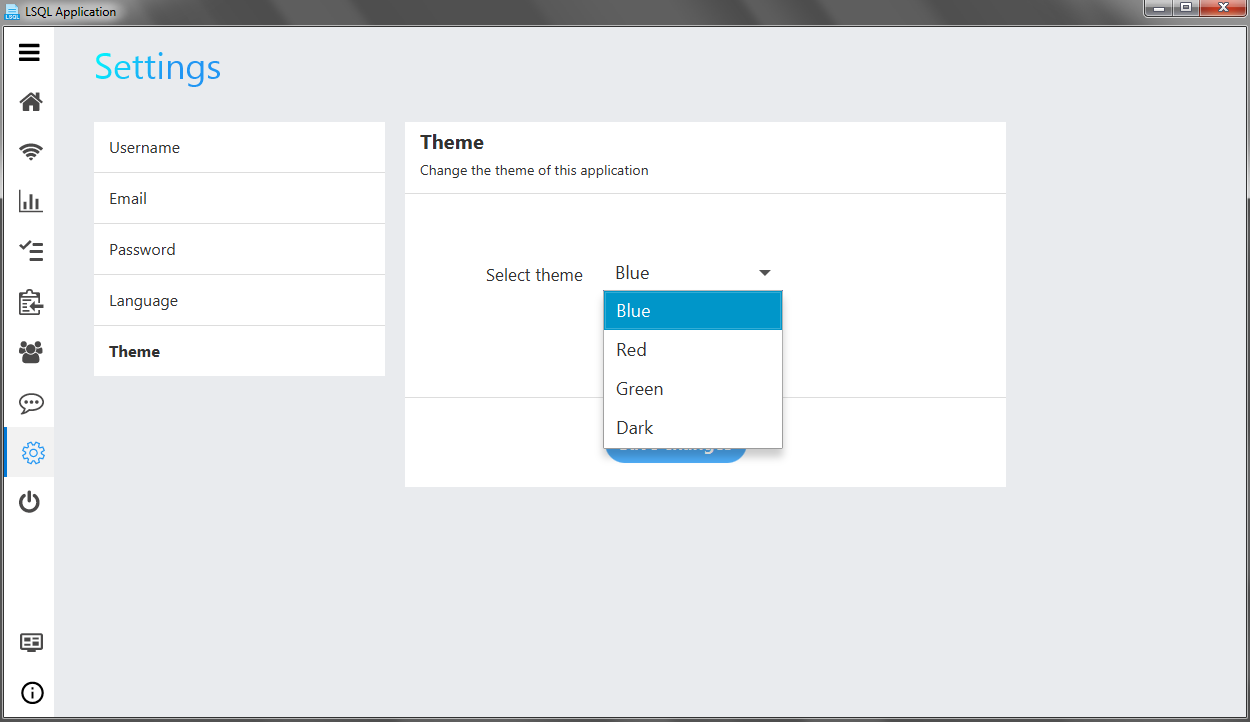 LSQL Application
Settings
Username
Email
Password
Language
Theme
Theme
Change the theme of this application
Select theme
Blue
Blue
Red
Green
Dark